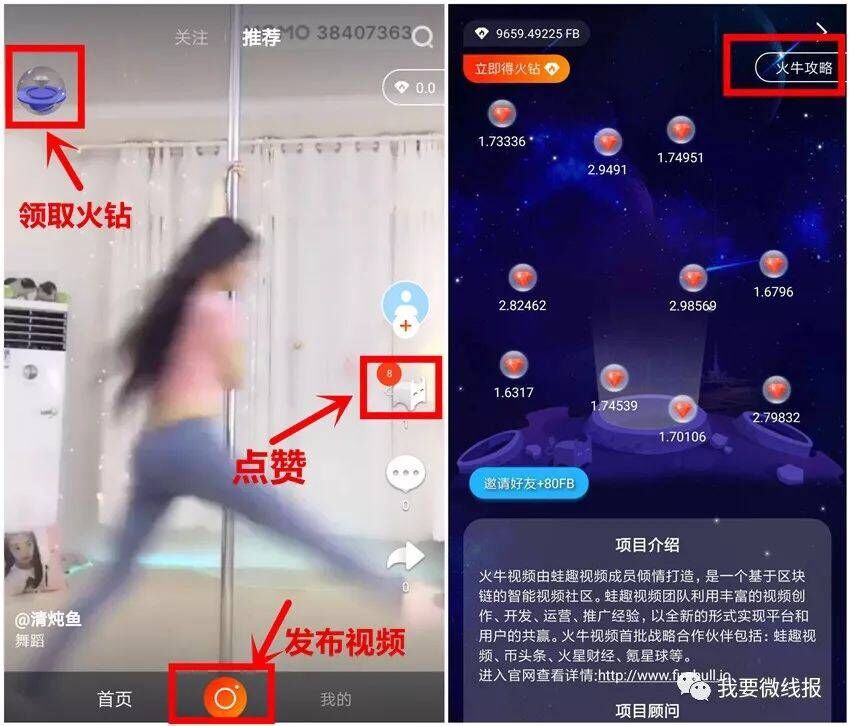 关注
推荐
MOMO 38407363
0.0
领取火钻
8
点赞
1
0
0
@清炖鱼
舞蹈
发布视频
首页
我的
9659.49225 FB
立即得火钻
火牛攻略
1.73336
2.9491
1.74951
2.82462
2.98569
1.6796
1.6317
1.74539
1.70106
2.79832
邀请好友+80FB
项目介绍
火牛视频由蛙趣视频成员倾情打造，是一个基于区块
链的智能视频社区。蛙趣视频团队利用丰富的视频创
作、开发、运营、推广经验，以全新的形式实现平台和
用户的共赢。火牛视频首批战略合作伙伴包括：蛙趣视
频、币头条、火星财经、氪星球等。
进入官网查看详情:http://www.firebull.io
我要微线报
项目顾问